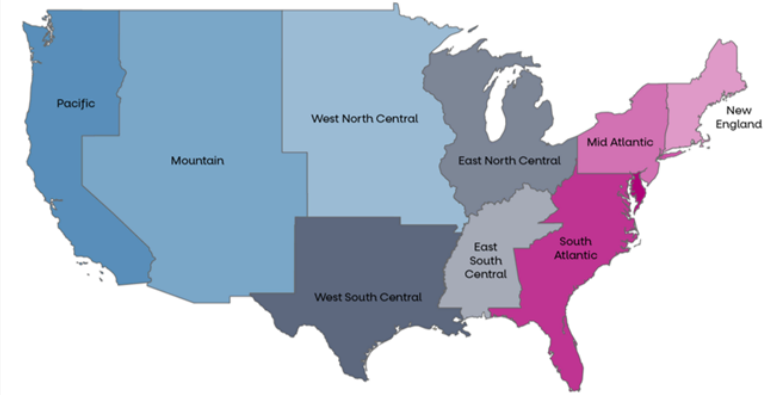 Pacific
Mountain
West North Central
East North Central
Mid Atlantic
New
England
East
South
Central
South
Atlantic
West South Central